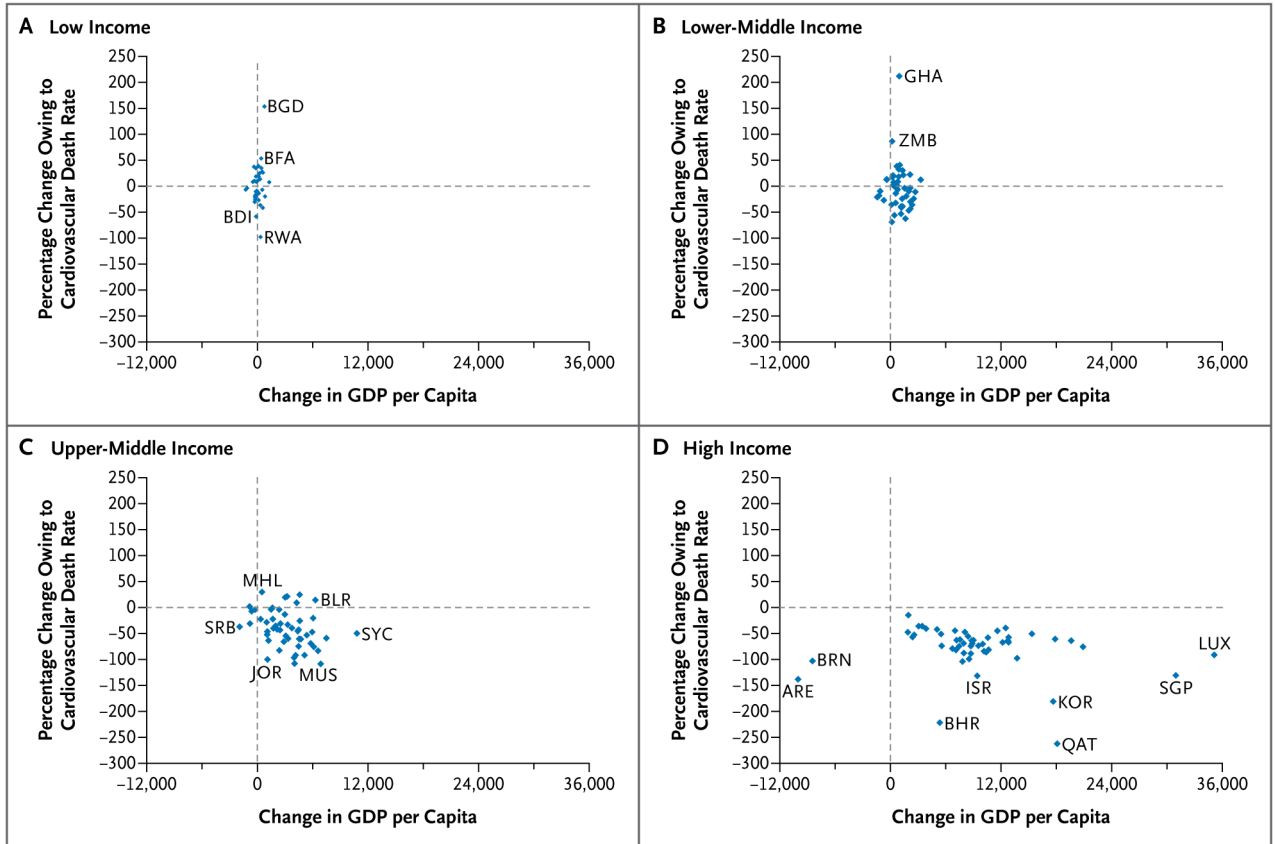 A Low Income
Percentage Change Owing to
Cardiovascular Death Rate
250
200
150
100
50
0
−50
−100
−150
−200
−250
−300
BGD
BFA
BDI
RWA
−12,000 0 12,000 24,000 36,000
Change in GDP per Capita
B Lower-Middle Income
Percentage Change Owing to
Cardiovascular Death Rate
250
200
150
100
50
0
−50
−100
−150
−200
−250
−300
GHA
ZMB
−12,000 0 12,000 24,000 36,000
Change in GDP per Capita
C Upper-Middle Income
Percentage Change Owing to
Cardiovascular Death Rate
250
200
150
100
50
0
−50
−100
−150
−200
−250
−300
MHL
BLR
SRB
SYC
JOR
MUS
−12,000 0 12,000 24,000 36,000
Change in GDP per Capita
D High Income
Percentage Change Owing to
Cardiovascular Death Rate
250
200
150
100
50
0
−50
−100
−150
−200
−250
−300
LUX
BRN
ARE
ISR
SGP
KOR
BHR
QAT
−12,000 0 12,000 24,000 36,000
Change in GDP per Capita